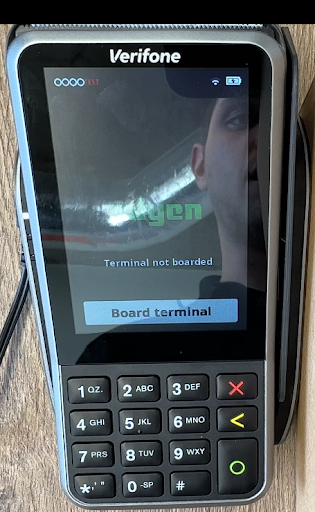 Verifone
TEST
Terminal not boarded
Board terminal
1 QZ. 2 ABC 3 DEF
4 GHI 5 JKL 6 MNO
7 PRS 8 TUV 9 WXY
*,'" 0 -SP #